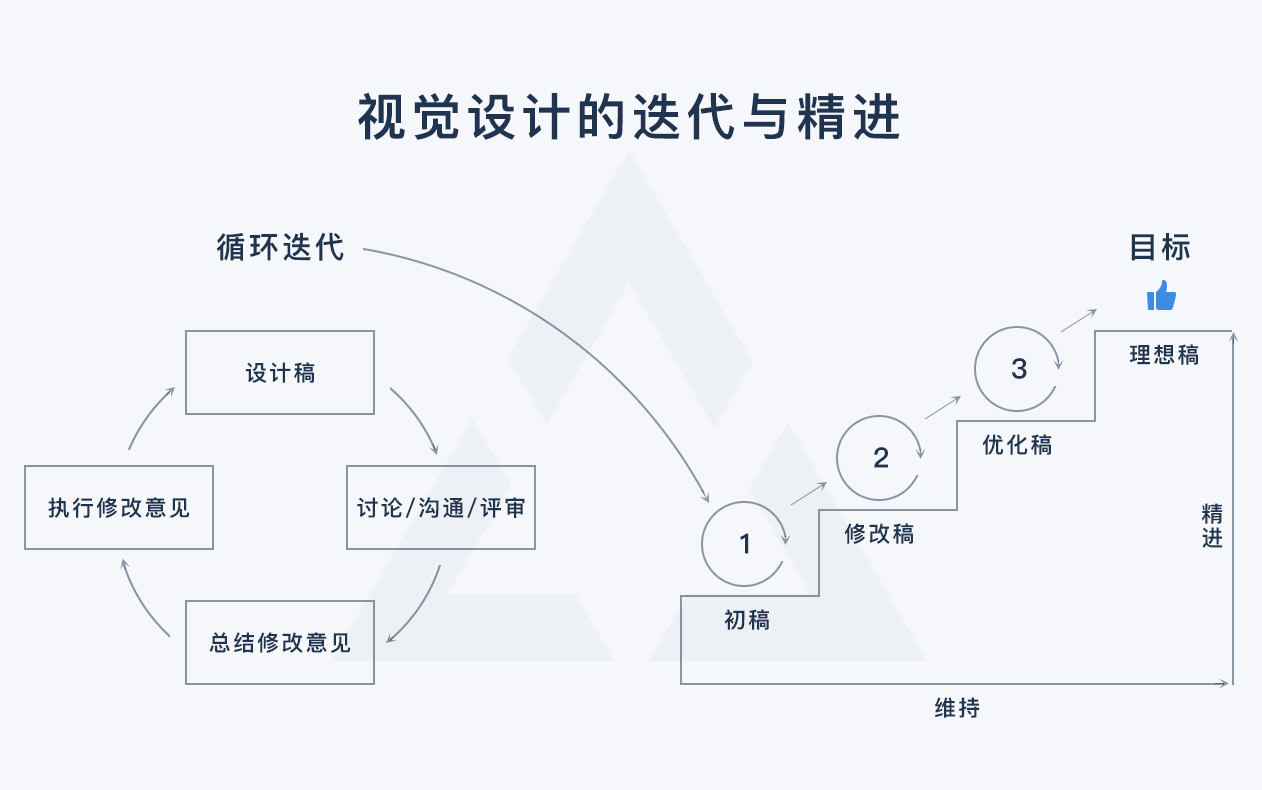 视觉设计的迭代与精进
循环迭代
设计稿
讨论/沟通/评审
总结修改意见
执行修改意见
目标
1
初稿
2
修改稿
3
优化稿
理想稿
精进
维持